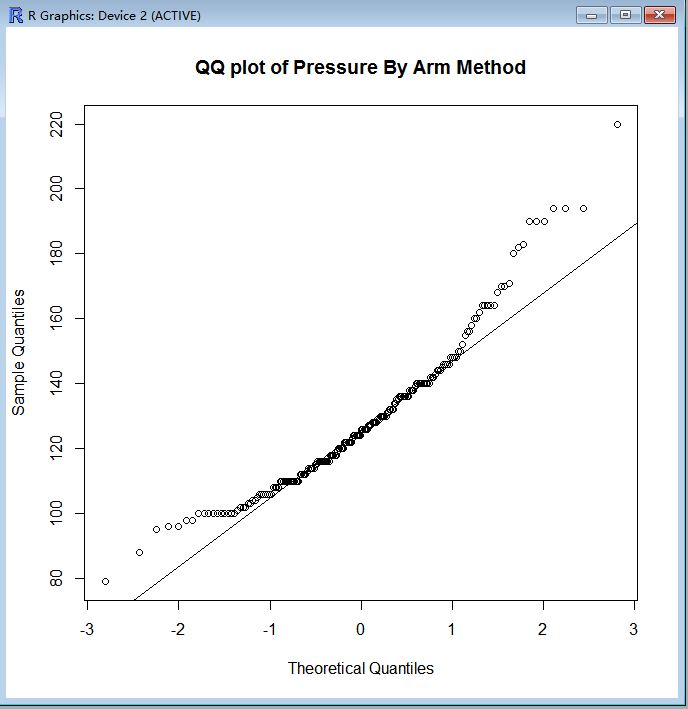 R Graphics: Device 2 (ACTIVE)
QQ plot of Pressure By Arm Method
220
200
180
160
140
120
100
80
Sample Quantiles
-3 -2 -1 0 1 2 3
Theoretical Quantiles